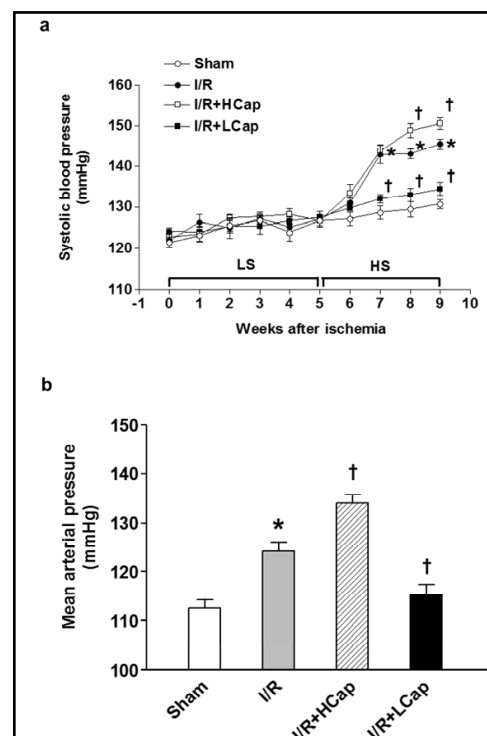 a
Sham
I/R
I/R+HCap
I/R+LCap
Systolic blood pressure
(mmHg)
160
150
140
130
120
110
†
†
*
*
*
†
†
†
LS
HS
-1
0
1
2
3
4
5
6
7
8
9
10
Weeks after ischemia
b
Mean arterial pressure
(mmHg)
150
140
130
120
110
100
*
†
†
Sham
I/R
I/R+HCap
I/R+LCap